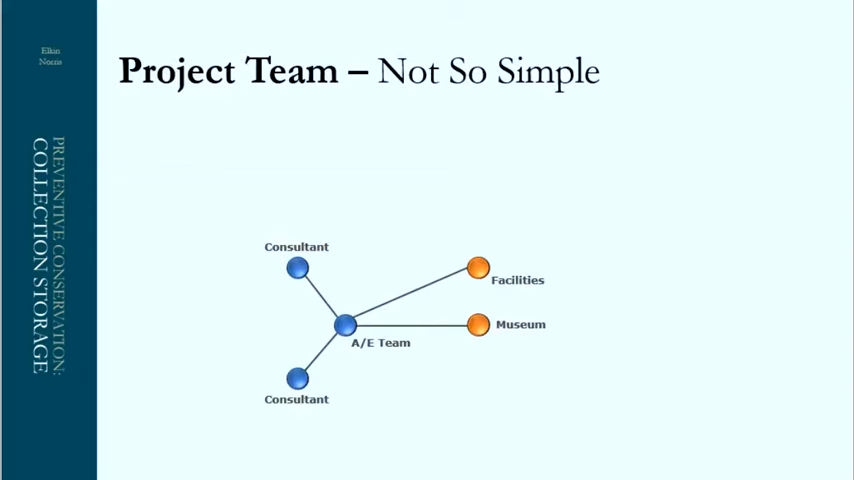 Elkin
Norris
PREVENTIVE CONSERVATION:
COLLECTION STORAGE
Project Team – Not So Simple
Consultant
Facilities
Museum
A/E Team
Consultant